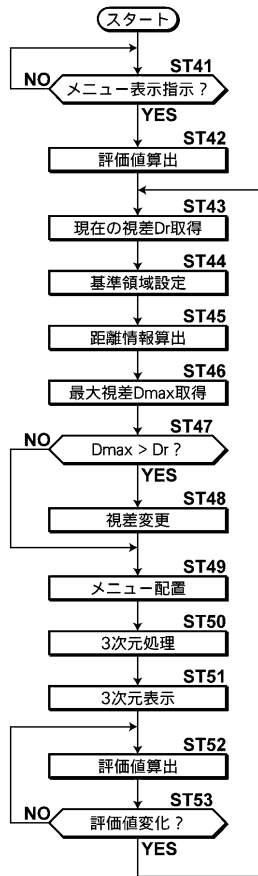 スタート
ST41
NO
メニュー表示指示？
YES
ST42
評価値算出
ST43
現在の視差Dr取得
ST44
基準領域設定
ST45
距離情報算出
ST46
最大視差Dmax取得
ST47
NO
Dmax > Dr？
YES
ST48
視差変更
ST49
メニュー配置
ST50
3次元処理
ST51
3次元表示
ST52
評価値算出
ST53
NO
評価値変化？
YES